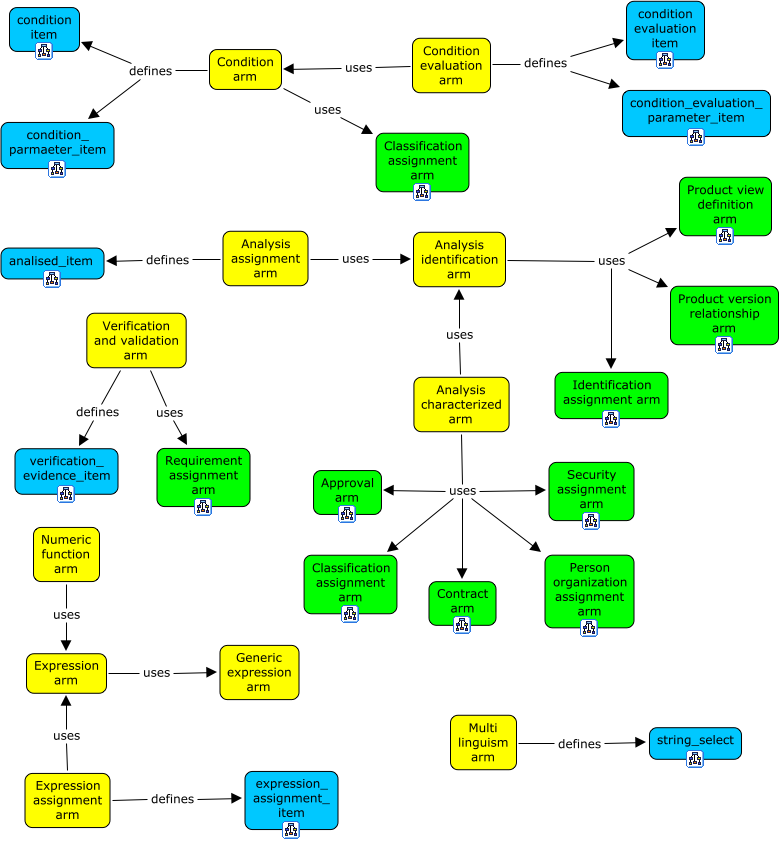 condition
item
defines
condition_
parmaeter_item
Condition
arm
uses
Condition
evaluation
arm
defines
condition
evaluation
item
condition_evaluation_
parameter_item
uses
Classification
assignment
arm
Product view
definition
arm
analised_item
defines
Analysis
assignment
arm
uses
Analysis
identification
arm
uses
Product version
relationship
arm
Identification
assignment arm
uses
Analysis
characterized
arm
Verification
and validation
arm
defines
uses
verification_
evidence_item
Requirement
assignment
arm
Approval
arm
uses
Security
assignment
arm
Classification
assignment
arm
Contract
arm
Person
organization
assignment
arm
Numeric
function
arm
uses
Expression
arm
uses
Generic
expression
arm
uses
Expression
assignment
arm
defines
expression_
assignment_
item
Multi
linguism
arm
defines
string_select